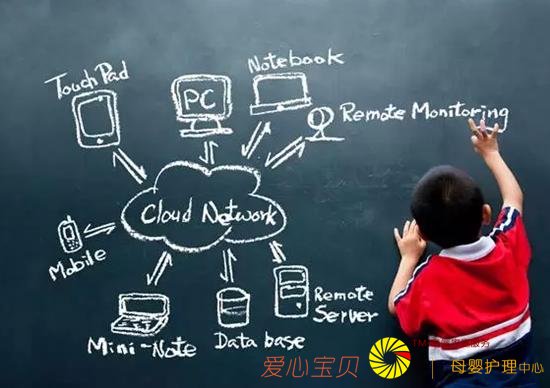 Notebook
Touch Pad
PC
Remote Monitoring
Cloud Network
Mobile
Mini-Note
Data base
Remote
Server
TM
爱心宝贝
母婴护理中心